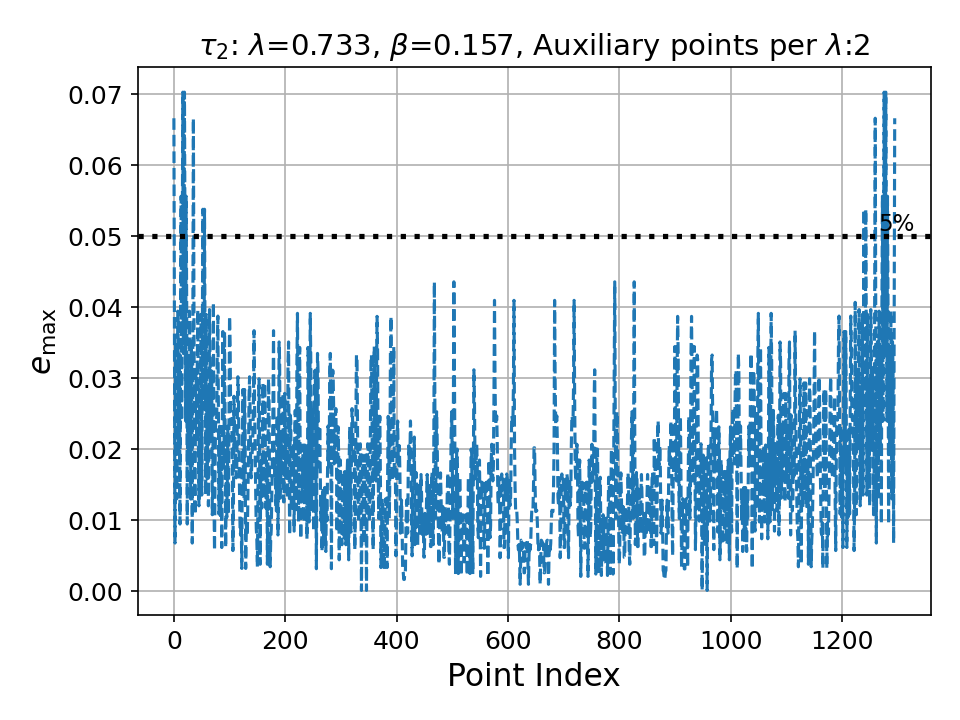 τ₂: λ=0.733, β=0.157, Auxiliary points per λ:2
e_max
0.07
0.06
0.05
0.04
0.03
0.02
0.01
0.00
5%
0 200 400 600 800 1000 1200
Point Index